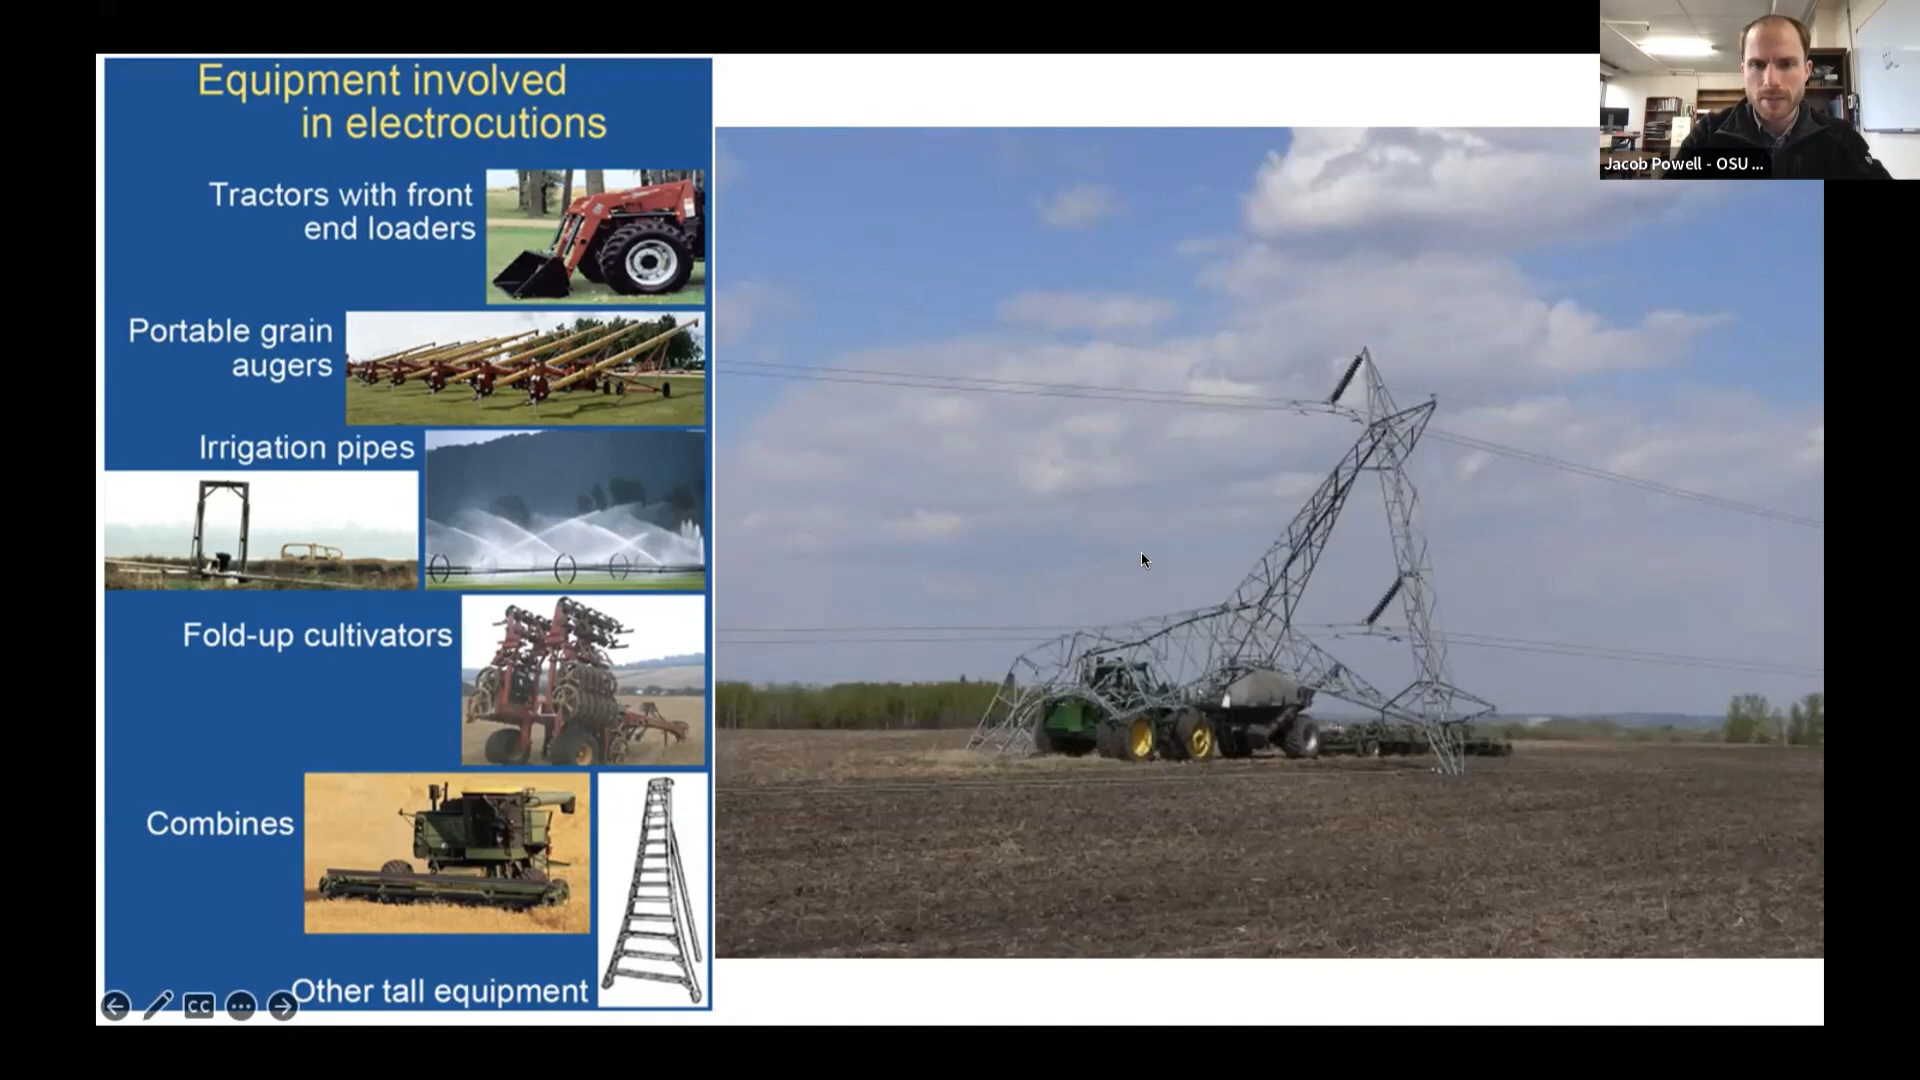 Equipment involved
in electrocutions
Tractors with front
end loaders
Portable grain
augers
Irrigation pipes
Fold-up cultivators
Combines
Other tall equipment
CC
Jacob Powell - OSU ...